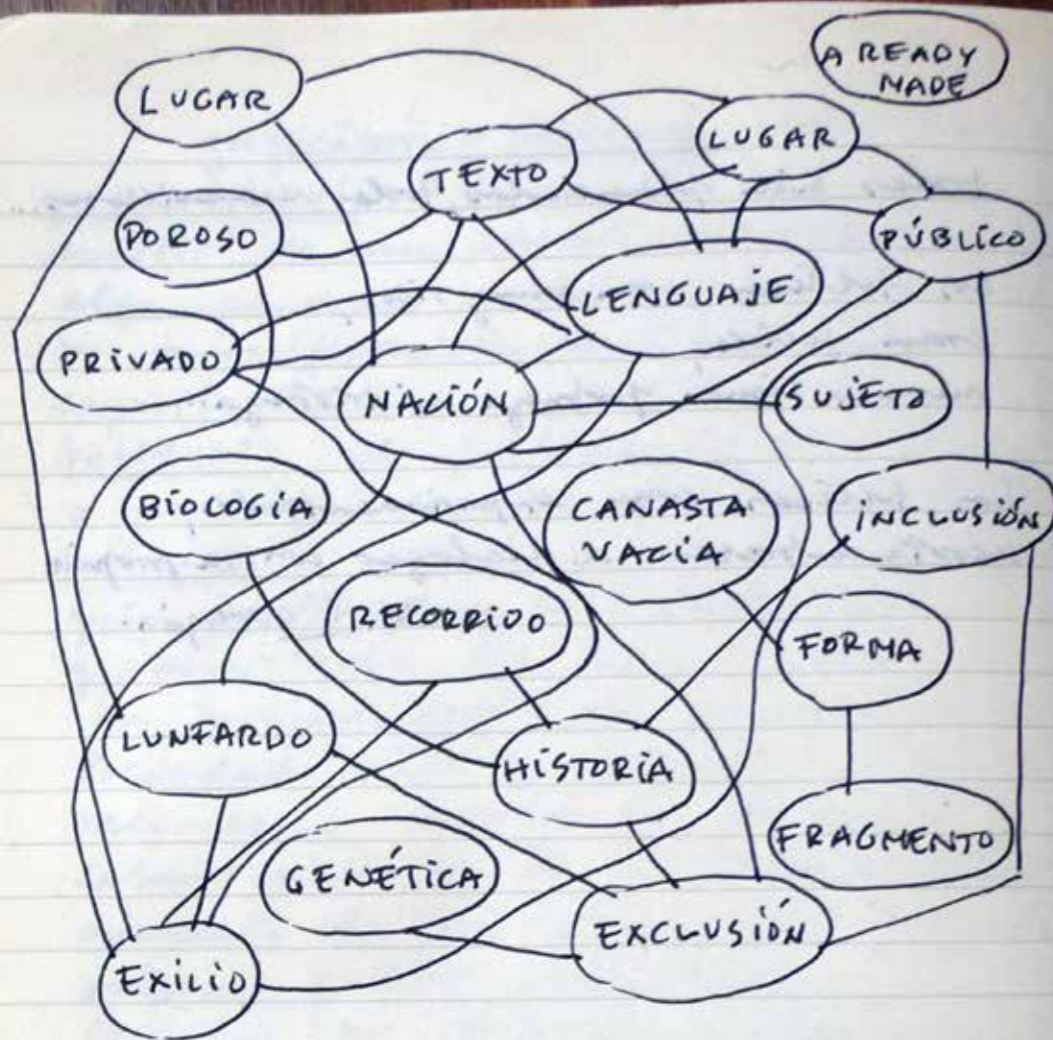 A READY
MADE
LUGAR
LUGAR
TEXTO
POROSO
PÚBLICO
LENGUAJE
PRIVADO
NACIÓN
SUJETO
BIOLOGÍA
CANASTA
VACÍA
INCLUSIÓN
RECORRIDO
FORMA
LUNFARDO
HISTORIA
FRAGMENTO
GENÉTICA
EXCLUSIÓN
EXILIO